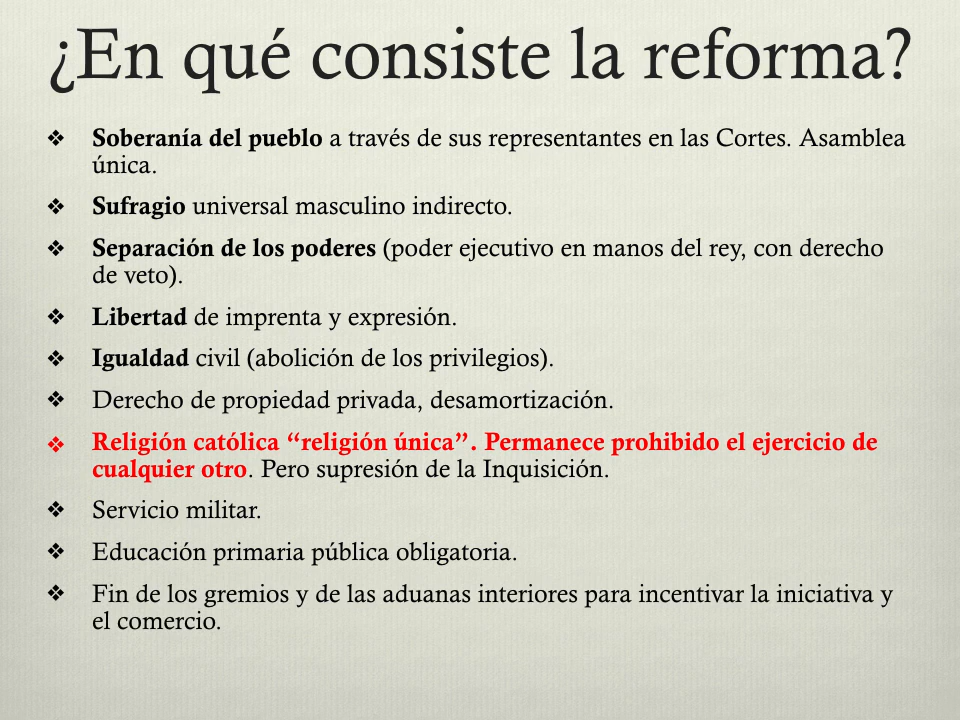 ¿En qué consiste la reforma?
❖ Soberanía del pueblo a través de sus representantes en las Cortes. Asamblea
única.
❖ Sufragio universal masculino indirecto.
❖ Separación de los poderes (poder ejecutivo en manos del rey, con derecho
de veto).
❖ Libertad de imprenta y expresión.
❖ Igualdad civil (abolición de los privilegios).
❖ Derecho de propiedad privada, desamortización.
❖ Religión católica “religión única”. Permanece prohibido el ejercicio de
cualquier otro. Pero supresión de la Inquisición.
❖ Servicio militar.
❖ Educación primaria pública obligatoria.
❖ Fin de los gremios y de las aduanas interiores para incentivar la iniciativa y
el comercio.